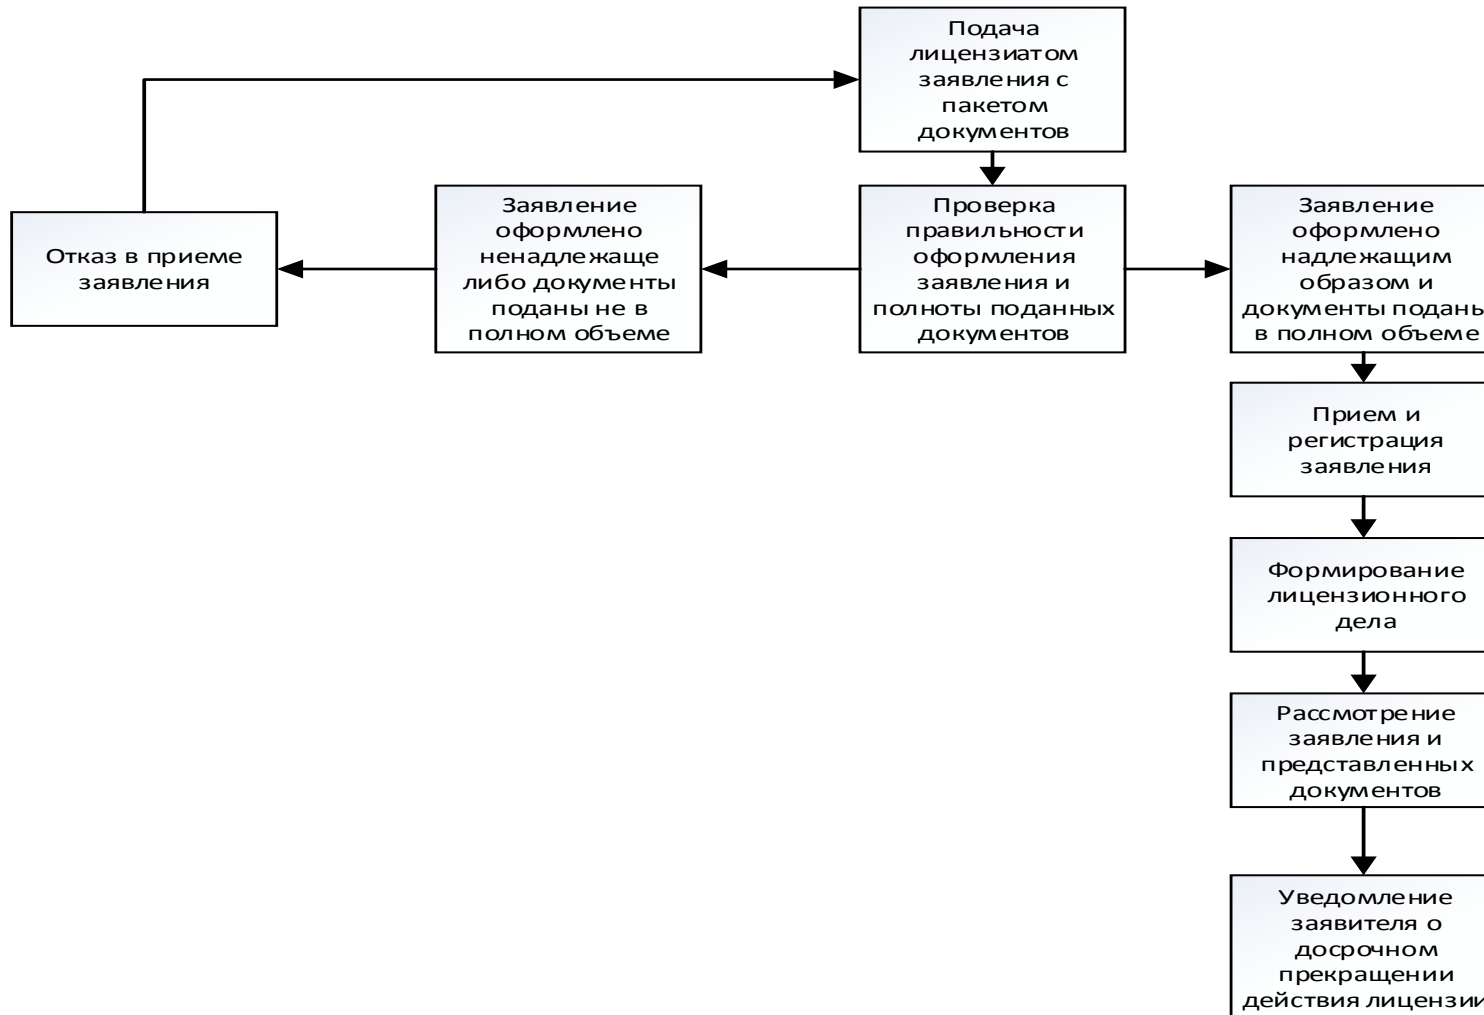 Подача
лицензиатом
заявления с
пакетом
документов
Отказ в приеме
заявления
Заявление
оформлено
ненадлежаще
либо документы
поданы не в
полном объеме
Проверка
правильности
оформления
заявления и
полноты поданных
документов
Заявление
оформлено
надлежащим
образом и
документы поданы
в полном объеме
Прием и
регистрация
заявления
Формирование
лицензионного
дела
Рассмотрение
заявления и
представленных
документов
Уведомление
заявителя о
досрочном
прекращении
действия лицензии